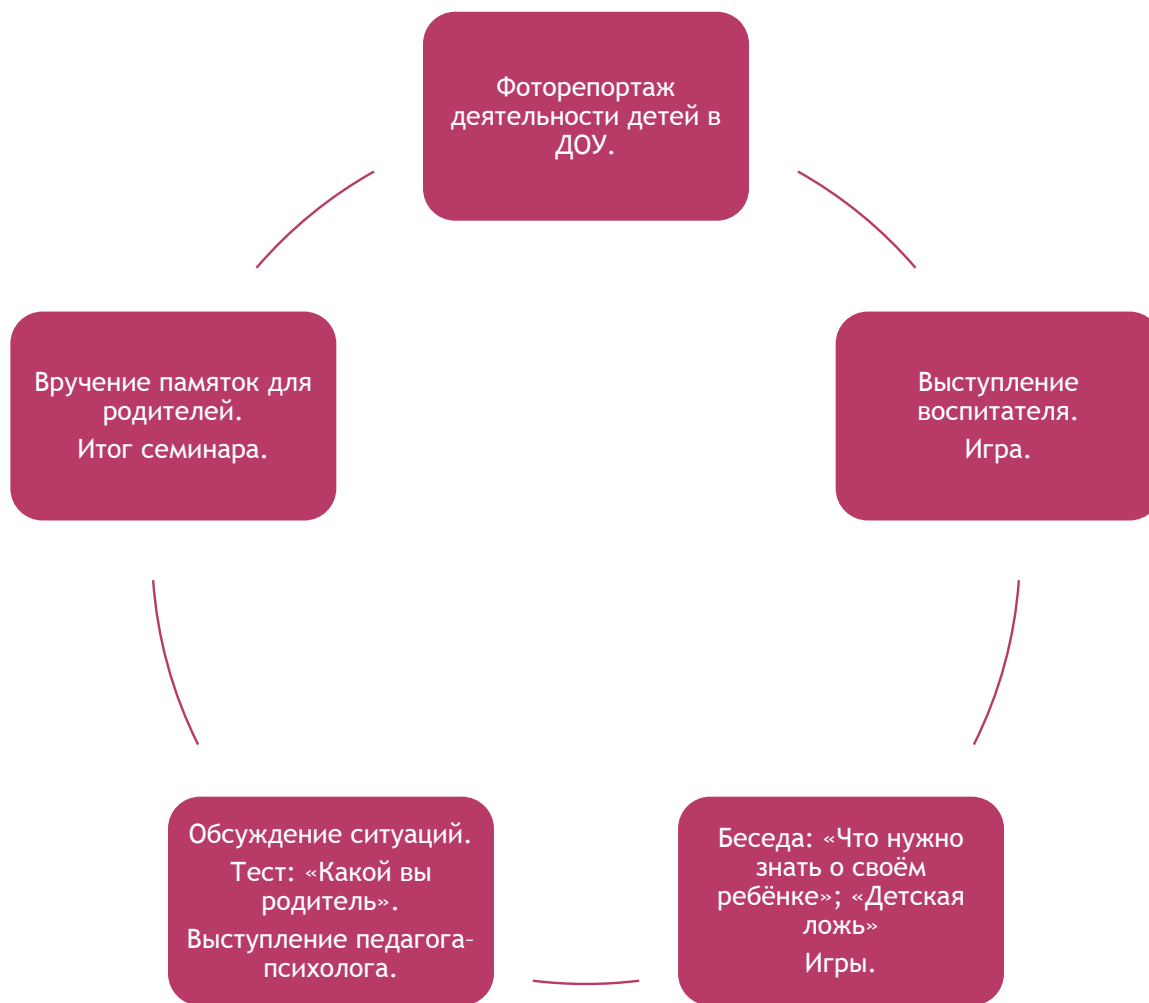 Фоторепортаж
деятельности детей в
ДОУ.
Выступление
воспитателя.
Игра.
Беседа: «Что нужно
знать о своём
ребёнке»; «Детская
ложь»
Игры.
Обсуждение ситуаций.
Тест: «Какой вы
родитель».
Выступление педагога-
психолога.
Вручение памяток для
родителей.
Итог семинара.